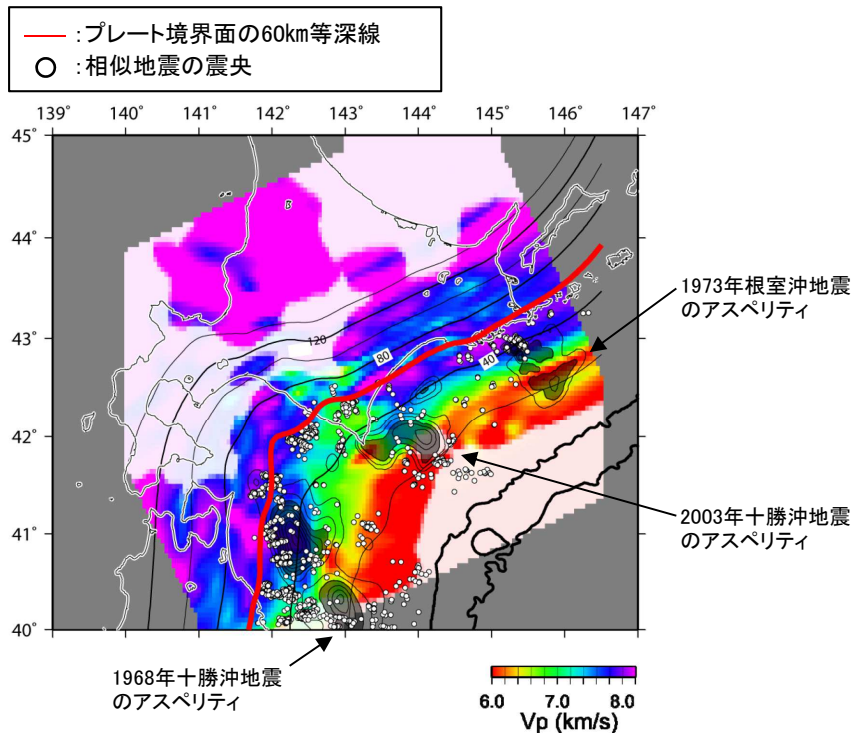 ：プレート境界面の60km等深線
：相似地震の震央
139° 140° 141° 142° 143° 144° 145° 146° 147°
45°
44°
43°
42°
41°
40°
120
80
40
1973年根室沖地震
のアスペリティ
2003年十勝沖地震
のアスペリティ
1968年十勝沖地震
のアスペリティ
6.0 7.0 8.0
Vp (km/s)